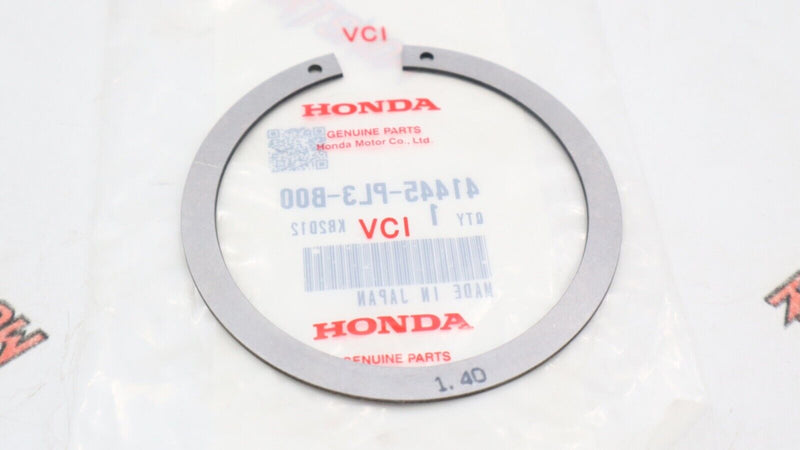 VCI
HONDA
GENUINE PARTS
Honda Motor Co., Ltd.
41445-PL3-B00
QTY 1 KR2D12
VCI
MADE IN JAPAN
HONDA
GENUINE PARTS
1.40